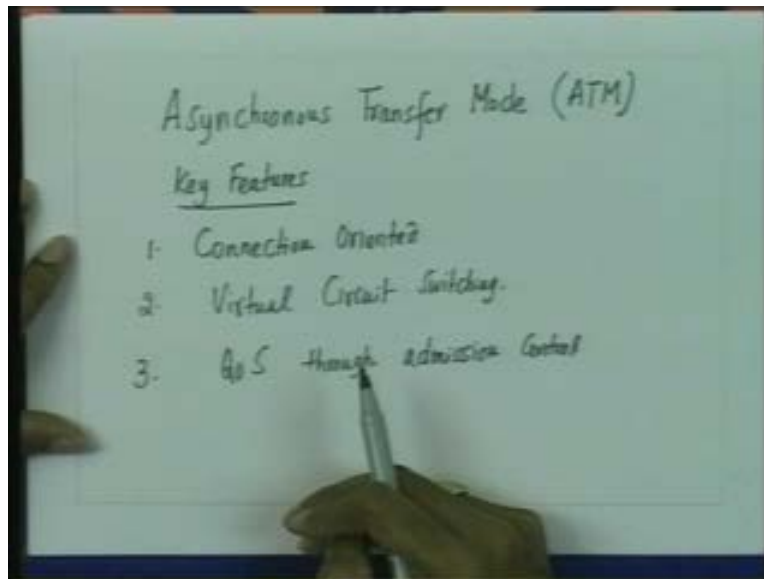 Asynchronous Transfer Mode (ATM)
Key Features
1. Connection Oriented
2. Virtual Circuit Switching.
3. QoS through admission Control